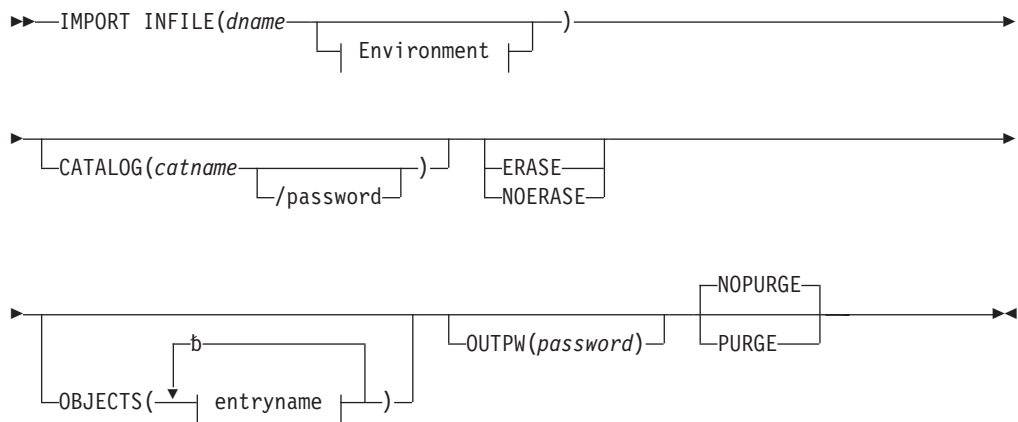 IMPORT INFILE(dname )
Environment
CATALOG(catname ) ERASE
/password NOERASE
NOPURGE
ƀ OUTPW(password) PURGE
OBJECTS( entryname )